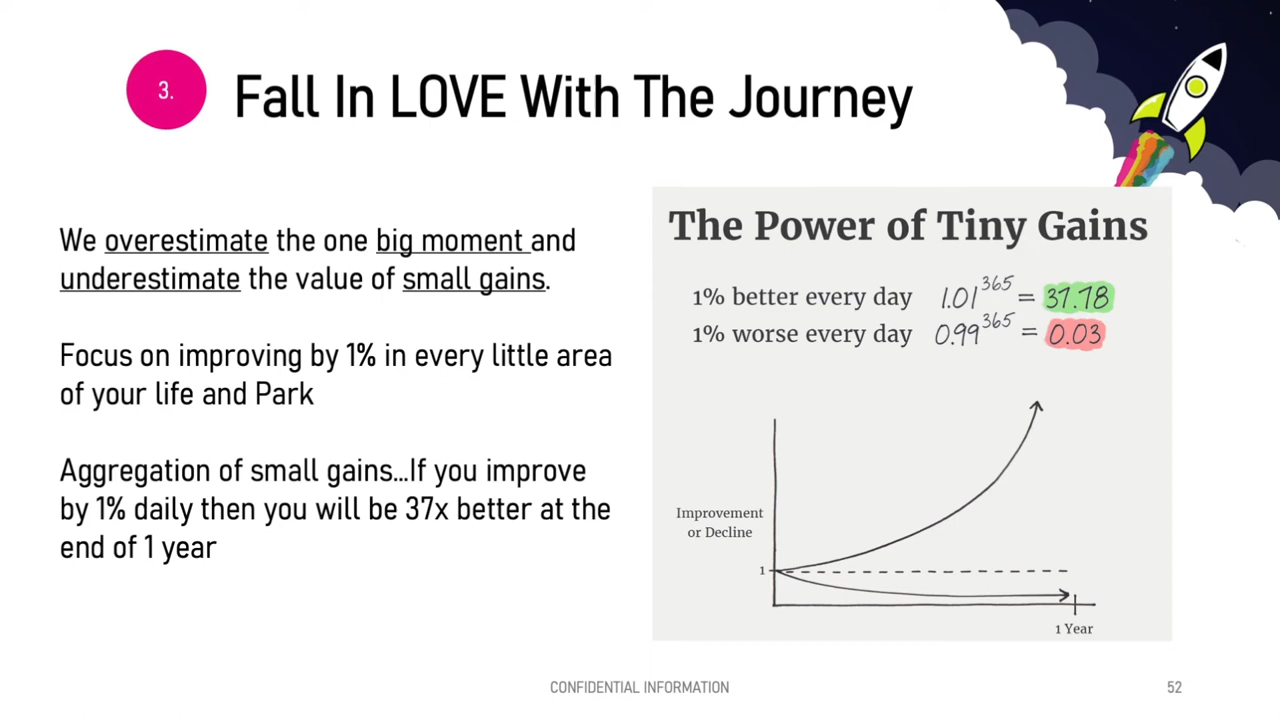 3.
Fall In LOVE With The Journey
We overestimate the one big moment and
underestimate the value of small gains.
Focus on improving by 1% in every little area
of your life and Park
Aggregation of small gains...If you improve
by 1% daily then you will be 37x better at the
end of 1 year
The Power of Tiny Gains
1% better every day 1.01^365 = 37.78
1% worse every day 0.99^365 = 0.03
Improvement
or Decline
1
1 Year
CONFIDENTIAL INFORMATION
52